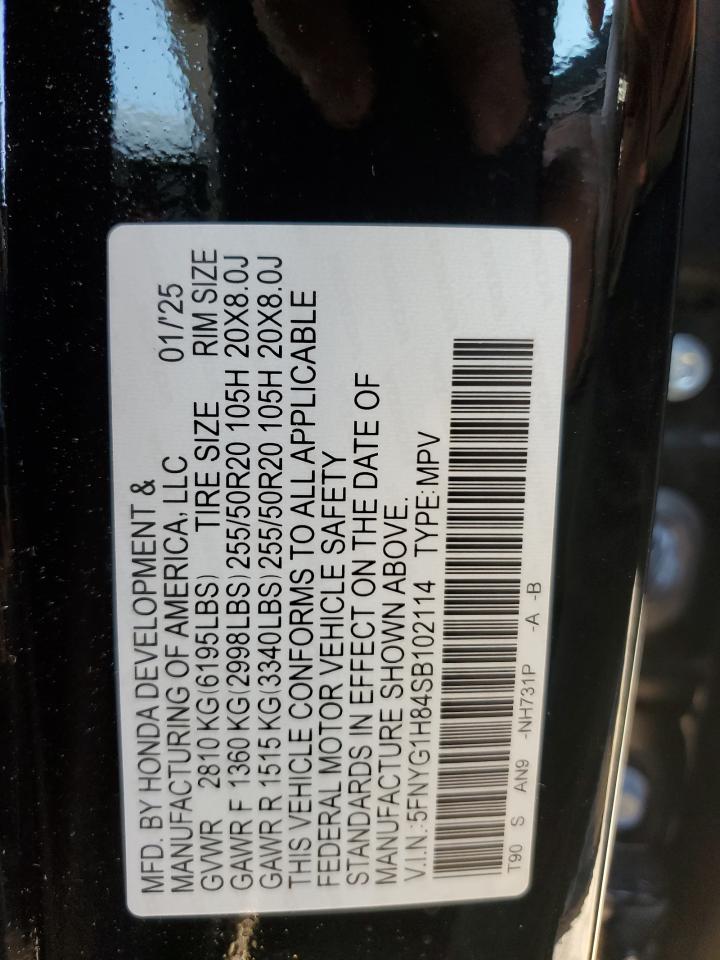 MFD. BY HONDA DEVELOPMENT &
MANUFACTURING OF AMERICA, LLC 01/'25
GVWR 2810 KG(6195LBS) TIRE SIZE RIM SIZE
GAWR F 1360 KG(2998LBS) 255/50R20 105H 20X8.0J
GAWR R 1515 KG(3340LBS) 255/50R20 105H 20X8.0J
THIS VEHICLE CONFORMS TO ALL APPLICABLE
FEDERAL MOTOR VEHICLE SAFETY
STANDARDS IN EFFECT ON THE DATE OF
MANUFACTURE SHOWN ABOVE.
V.I.N.:5FNYG1H84SB102114 TYPE:MPV
T90 S AN9 -NH731P -A -B